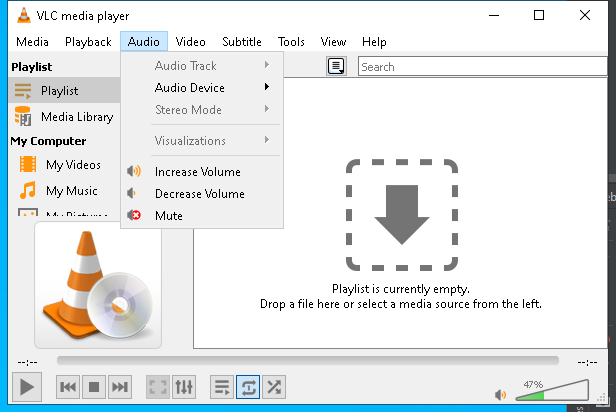 VLC media player
Media Playback Audio Video Subtitle Tools View Help
Playlist
Playlist
Media Library
My Computer
My Videos
My Music
My Pictures
Audio Track
Audio Device
Stereo Mode
Visualizations
Increase Volume
Decrease Volume
Mute
Search
Playlist is currently empty.
Drop a file here or select a media source from the left.
--:--
--:--
47%